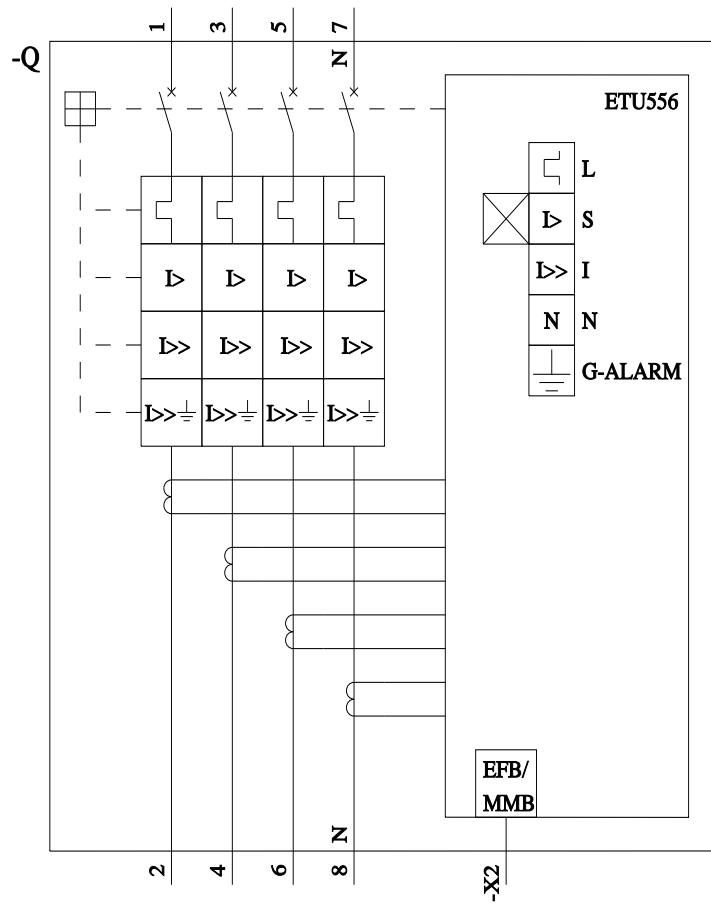 1 3 5 7
N
-Q
ETU556
L
I> S
I>> I
N N
G-ALARM
I> I> I> I>
I>> I>> I>> I>>
I>> I>> I>> I>>
EFB/
MMB
N
2 4 6 8
-X2